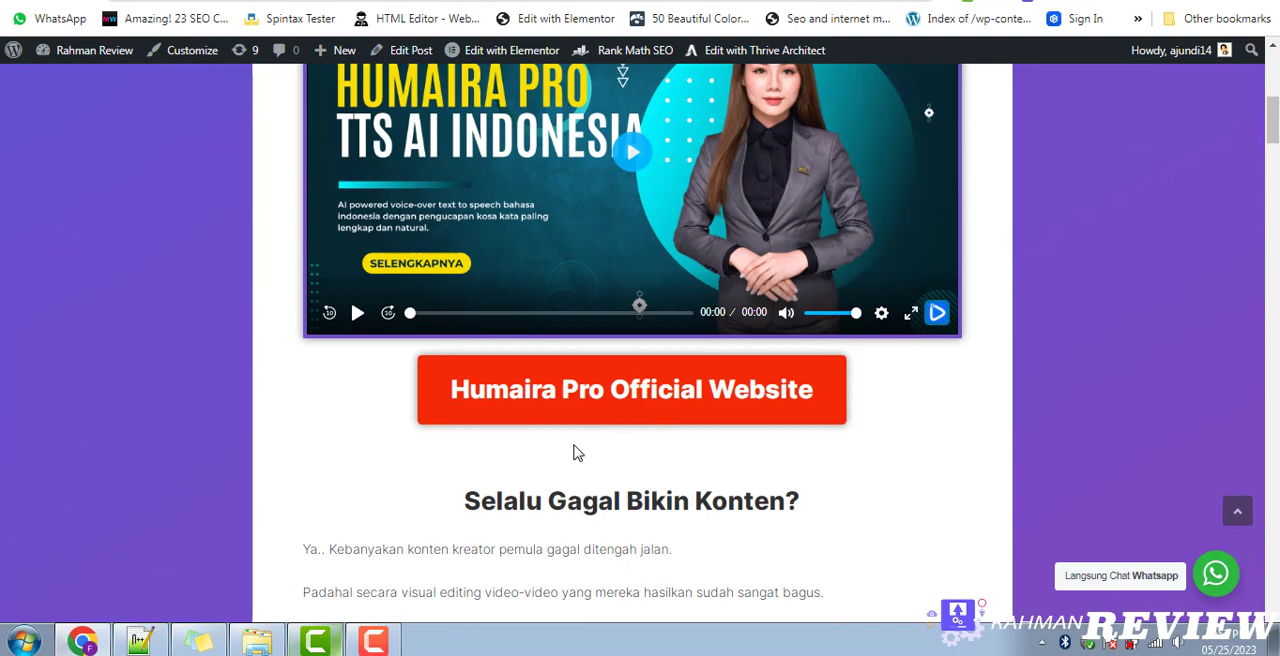 WhatsApp
MW
Amazing! 23 SEO C...
Spintax Tester
HTML Editor - Web...
Edit with Elementor
50 Beautiful Color...
Seo and internet m...
Index of /wp-conte...
Sign In
»
Other bookmarks
Rahman Review
Customize
9
0
New
Edit Post
Edit with Elementor
Rank Math SEO
Edit with Thrive Architect
Howdy, ajundi14
HUMAIRA PRO
TTS AI INDONESIA
AI powered voice-over text to speech bahasa
indonesia dengan pengucapan kosa kata paling
lengkap dan natural.
SELENGKAPNYA
10
10
00:00 / 00:00
Humaira Pro Official Website
Selalu Gagal Bikin Konten?
Ya.. Kebanyakan konten kreator pemula gagal ditengah jalan.
Padahal secara visual editing video-video yang mereka hasilkan sudah sangat bagus.
Langsung Chat Whatsapp
RAHMAN REVIEW
05/25/2023